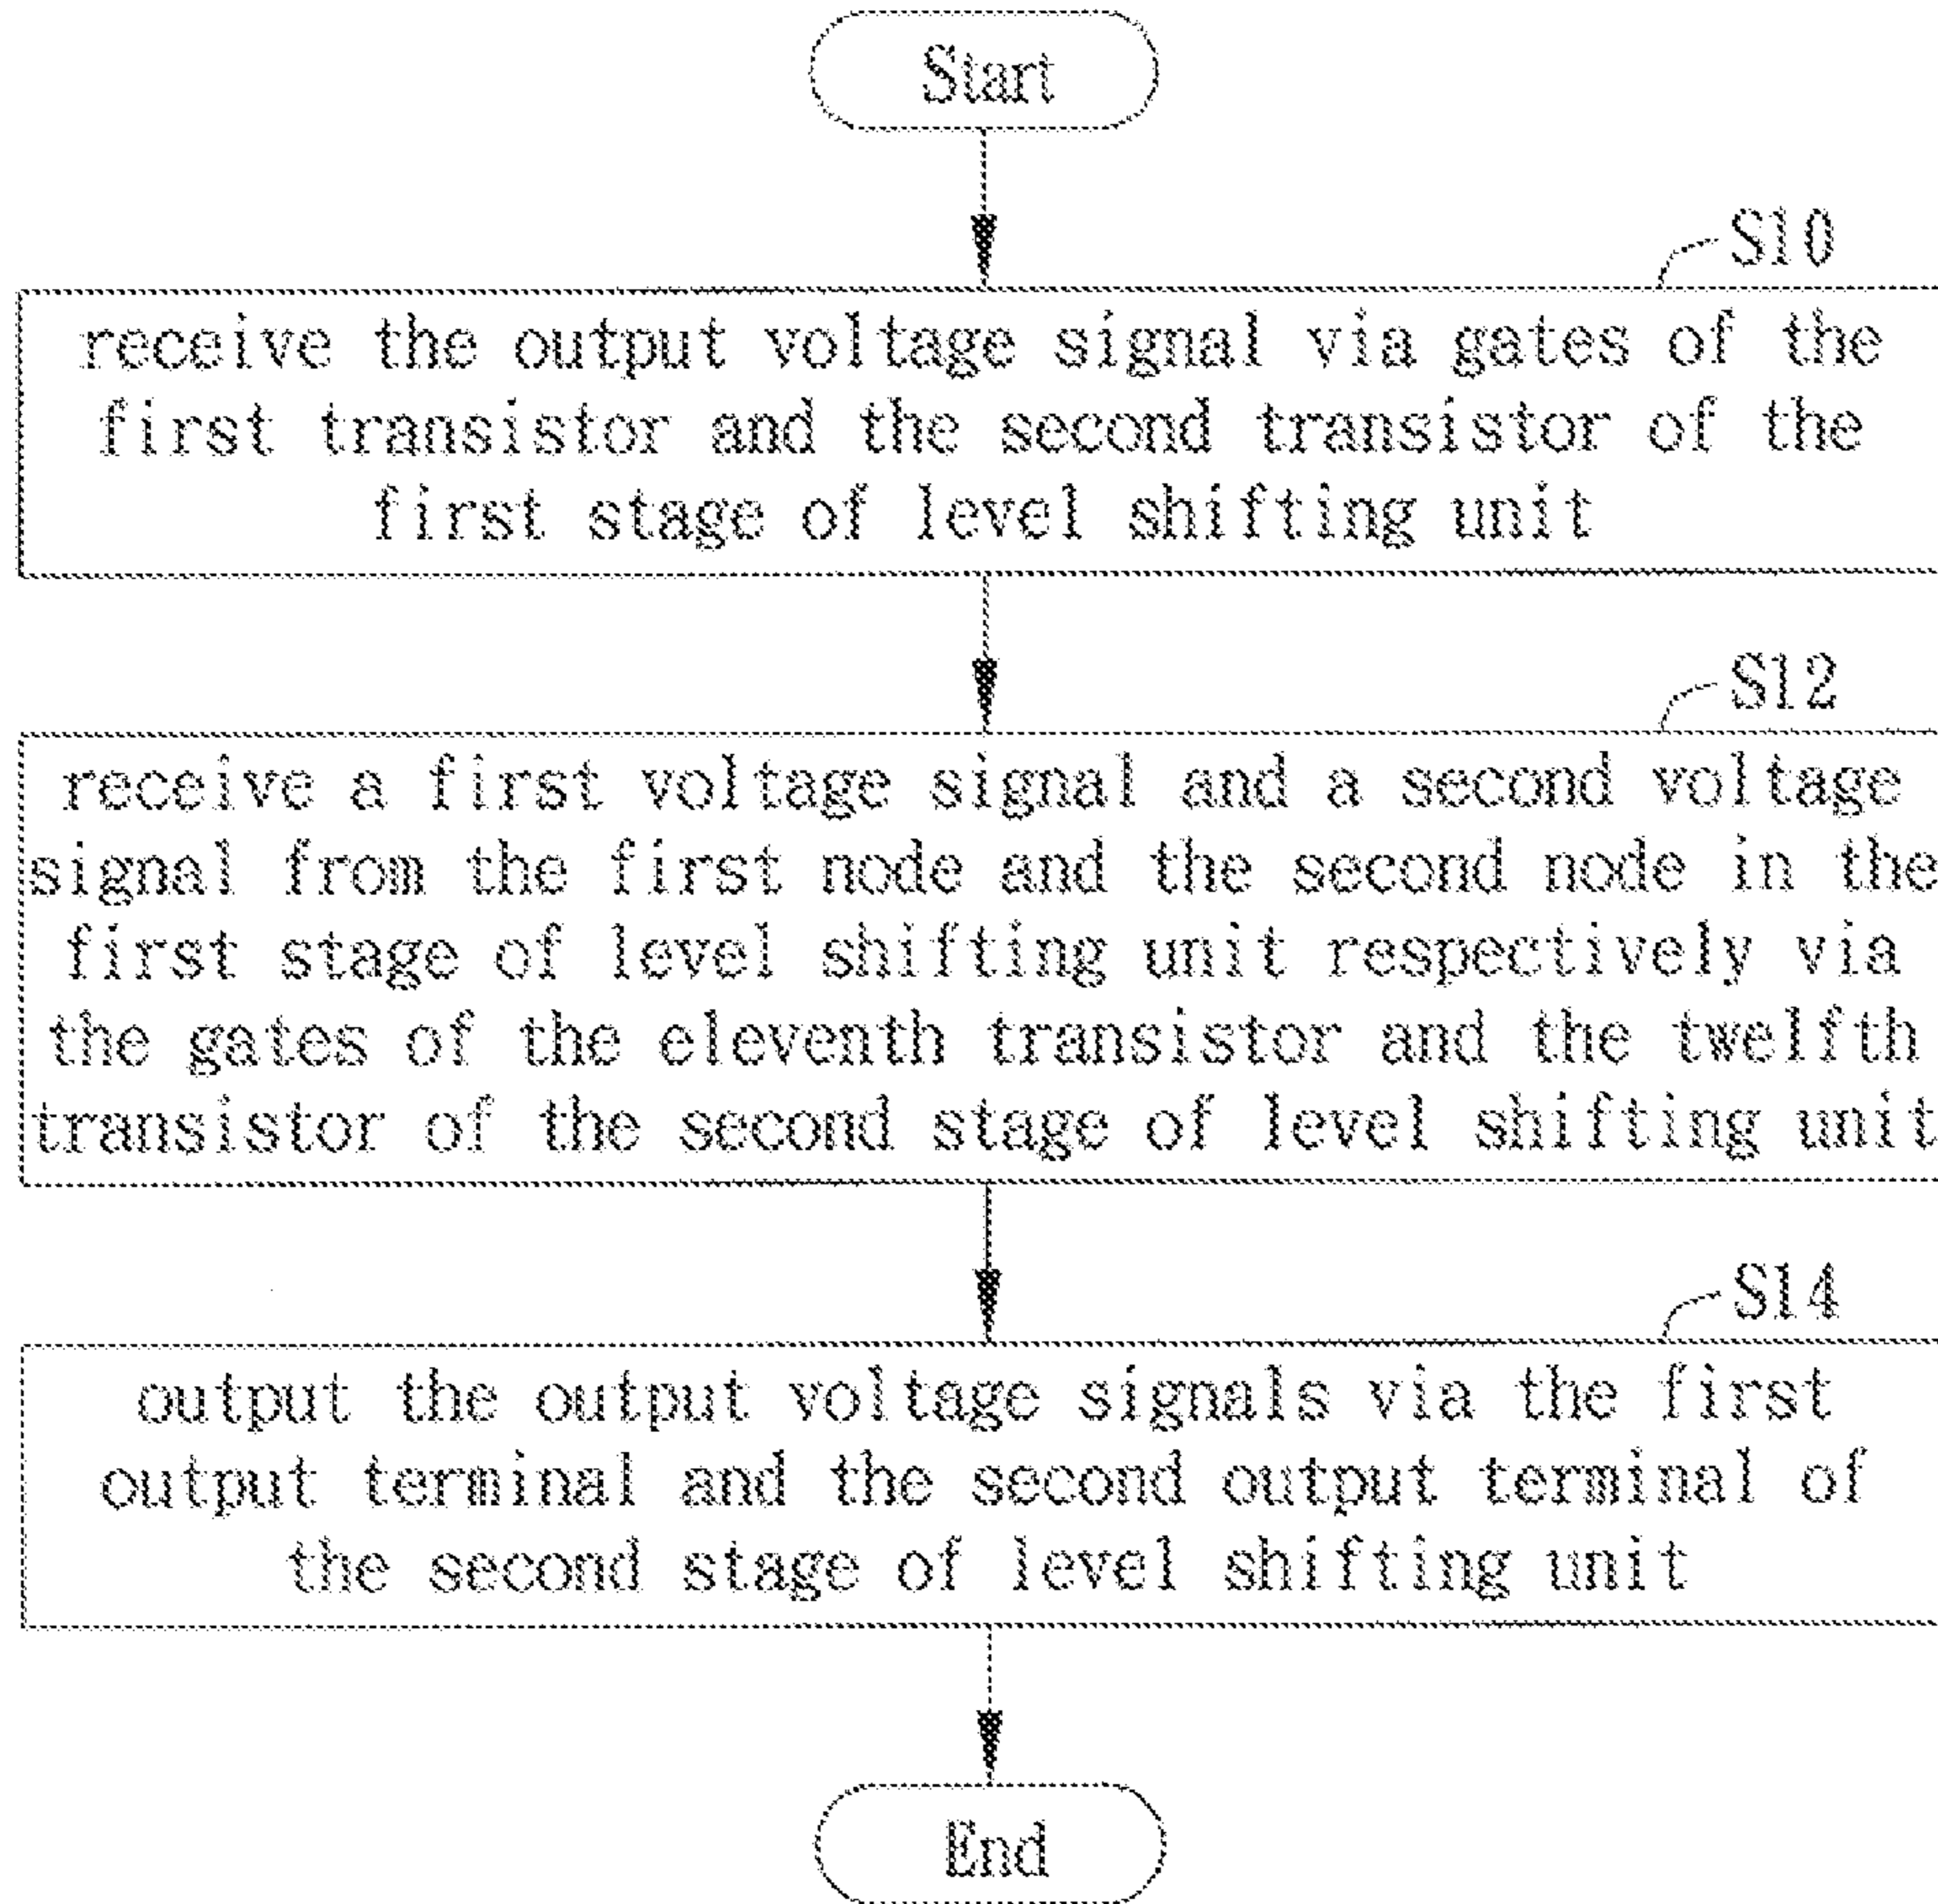 Start
S10
receive the output voltage signal via gates of the
first transistor and the second transistor of the
first stage of level shifting unit
S12
receive a first voltage signal and a second voltage
signal from the first node and the second node in the
first stage of level shifting unit respectively via
the gates of the eleventh transistor and the twelfth
transistor of the second stage of level shifting unit
S14
output the output voltage signals via the first
output terminal and the second output terminal of
the second stage of level shifting unit
End